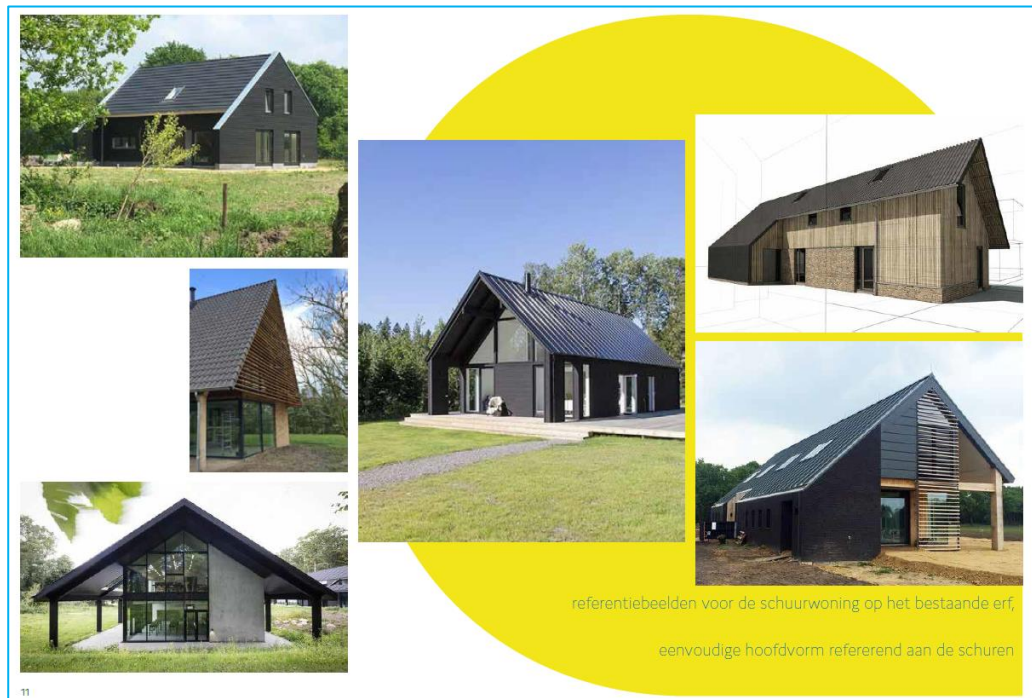 referentiebeelden voor de schuurwoning op het bestaande erf,
eenvoudige hoofdvorm refererend aan de schuren
11